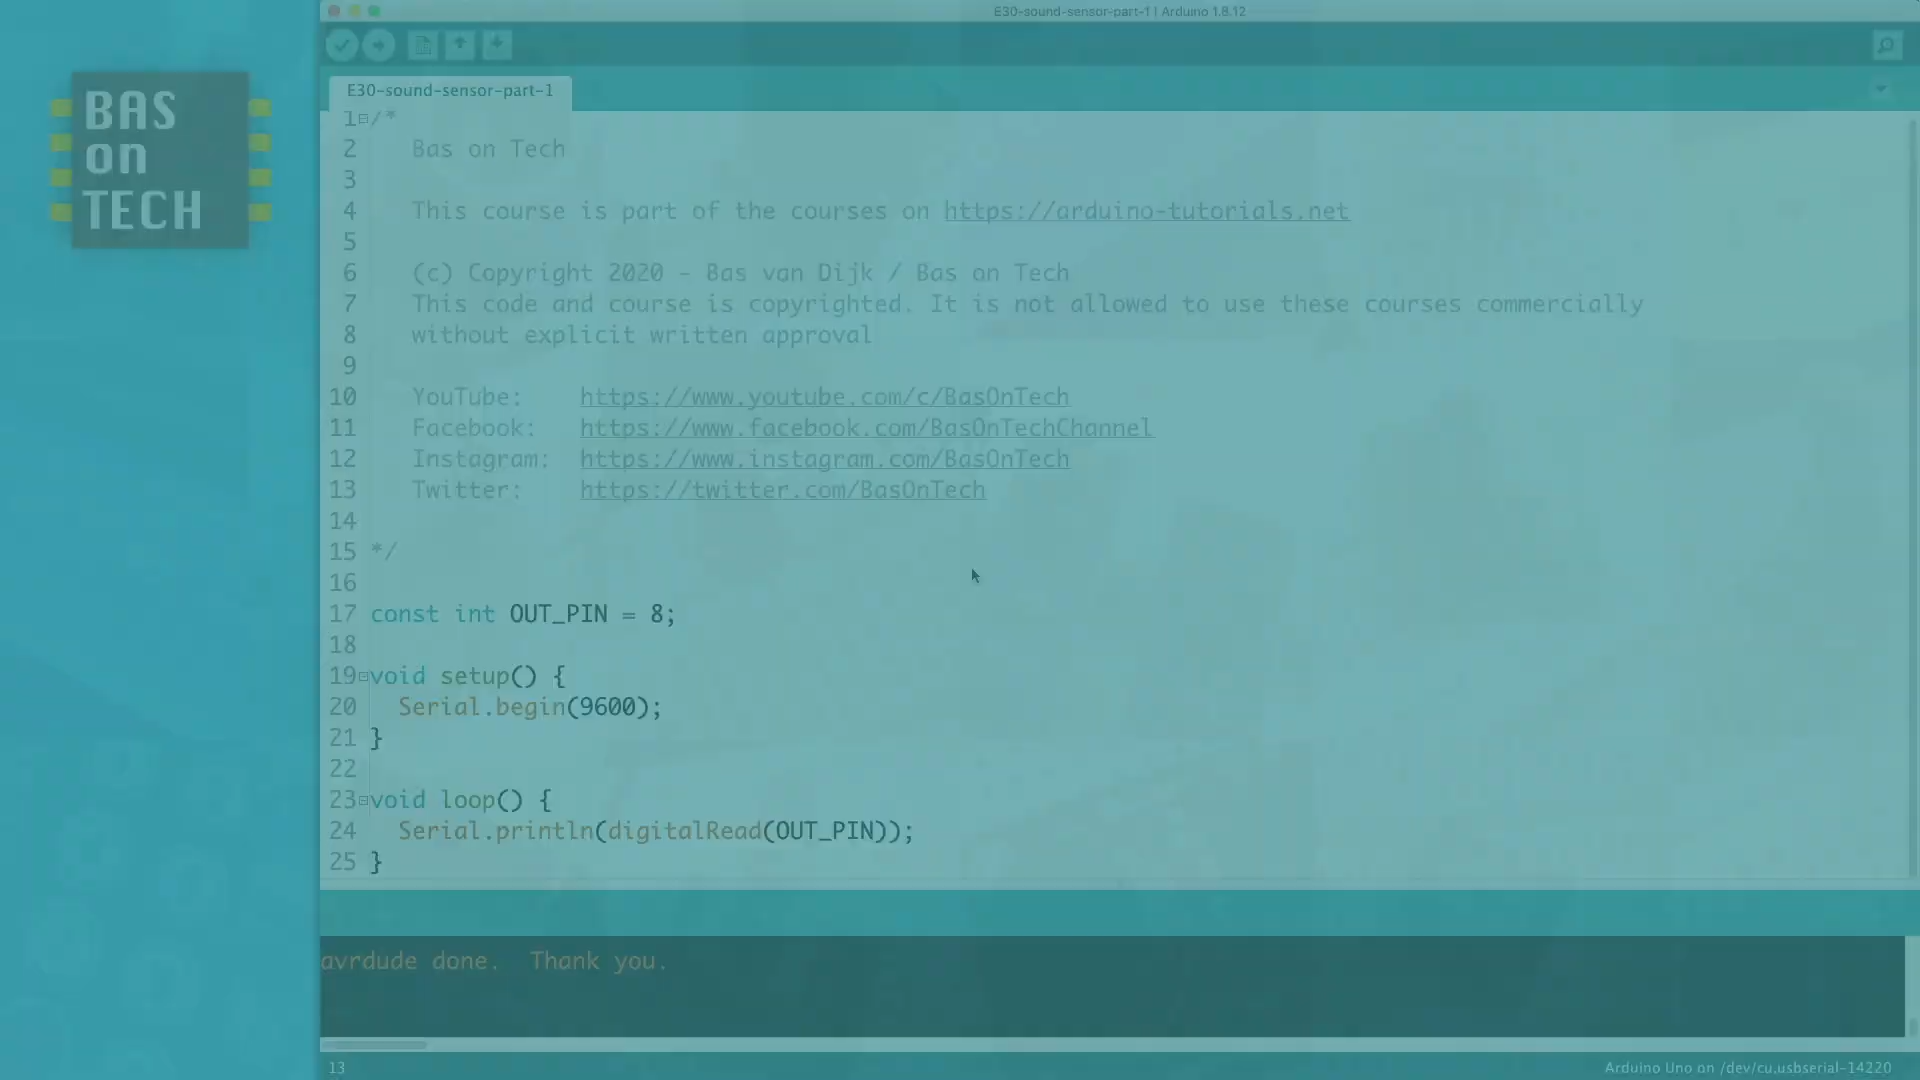 E30-sound-sensor-part-1 | Arduino 1.8.12
BAS
on
TECH
E30-sound-sensor-part-1
1 /*
2 Bas on Tech
3
4 This course is part of the courses on https://arduino-tutorials.net
5
6 (c) Copyright 2020 - Bas van Dijk / Bas on Tech
7 This code and course is copyrighted. It is not allowed to use these courses commercially
8 without explicit written approval
9
10 YouTube: https://www.youtube.com/c/BasOnTech
11 Facebook: https://www.facebook.com/BasOnTechChannel
12 Instagram: https://www.instagram.com/BasOnTech
13 Twitter: https://twitter.com/BasOnTech
14
15 */
16
17 const int OUT_PIN = 8;
18
19 void setup() {
20 Serial.begin(9600);
21 }
22
23 void loop() {
24 Serial.println(digitalRead(OUT_PIN));
25 }
avrdude done. Thank you.
13
Arduino Uno on /dev/cu.usbserial-14220